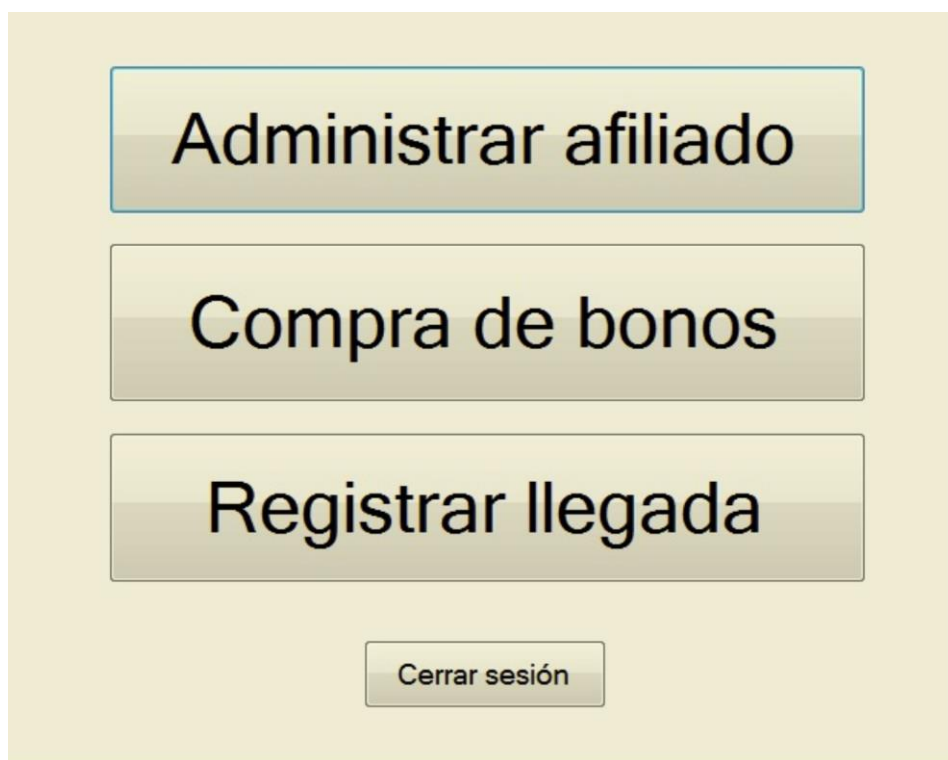 Administrar afiliado
Compra de bonos
Registrar llegada
Cerrar sesión